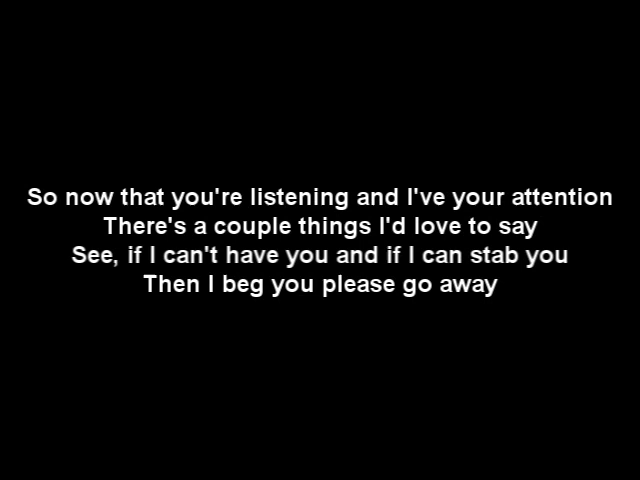 So now that you're listening and I've your attention
There's a couple things I'd love to say
See, if I can't have you and if I can stab you
Then I beg you please go away